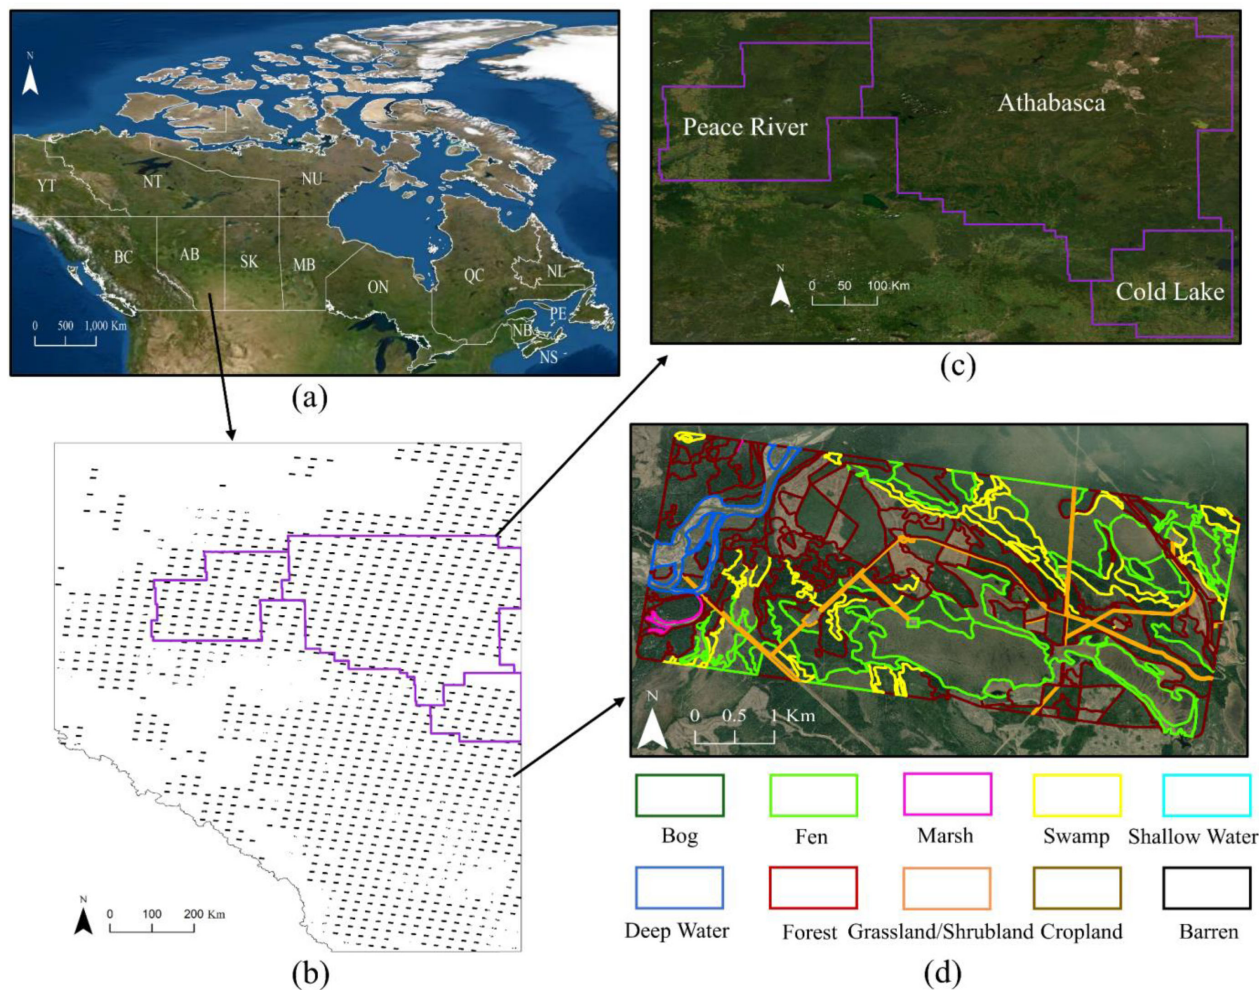 N
YT
NT
NU
BC
AB
SK
MB
ON
QC
NL
PE
NB
NS
0 500 1,000 Km
(a)
Peace River
Athabasca
Cold Lake
N
0 50 100 Km
(c)
N
0 100 200 Km
(b)
N
0 0.5 1 Km
Bog Fen Marsh Swamp Shallow Water
Deep Water Forest Grassland/Shrubland Cropland Barren
(d)